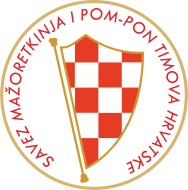 SAVEZ MAŽORETKINJA I POM-PON TIMOVA HRVATSKE